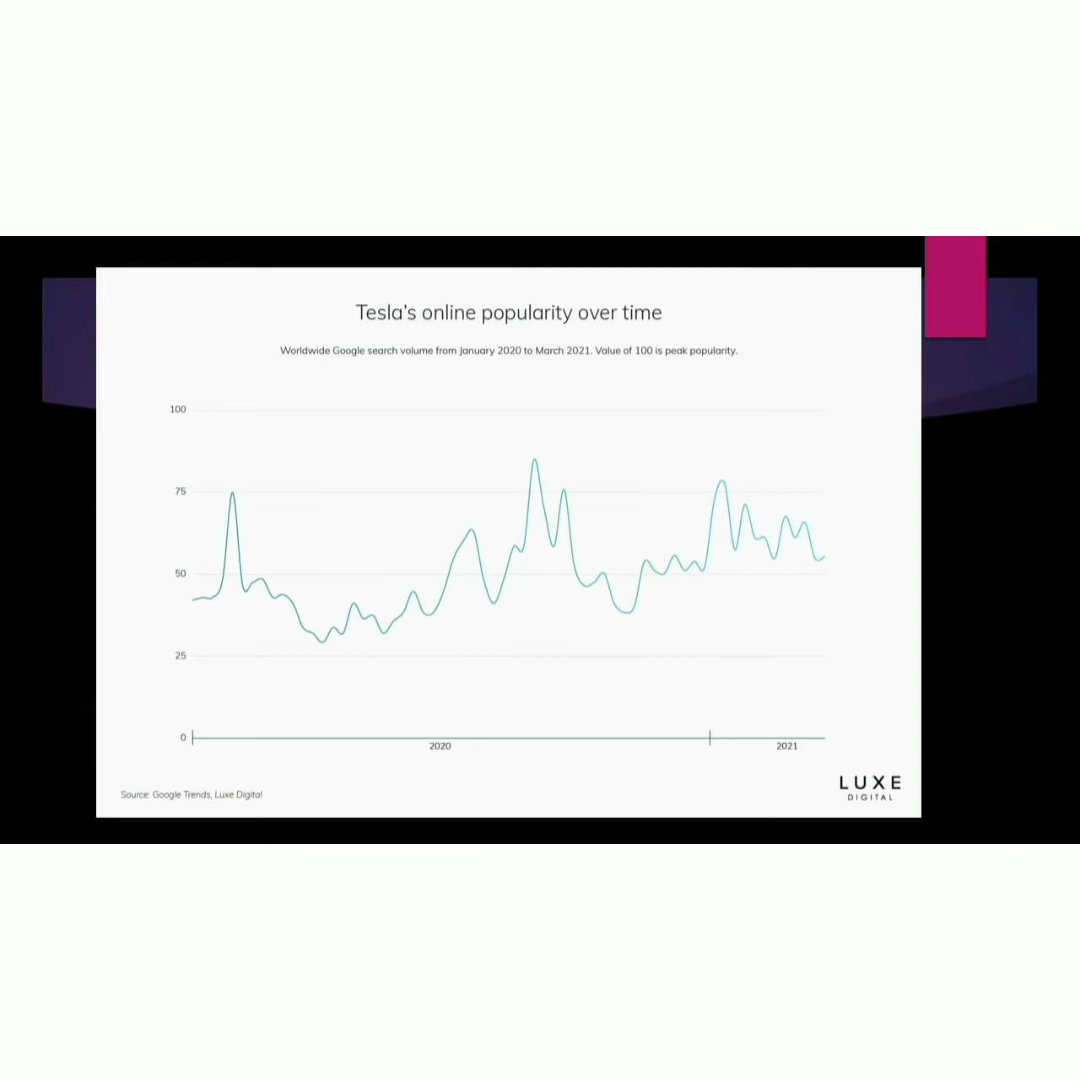 Tesla's online popularity over time
Worldwide Google search volume from January 2020 to March 2021. Value of 100 is peak popularity.
100
75
50
25
0
2020
2021
Source: Google Trends, Luxe Digital
LUXE
DIGITAL